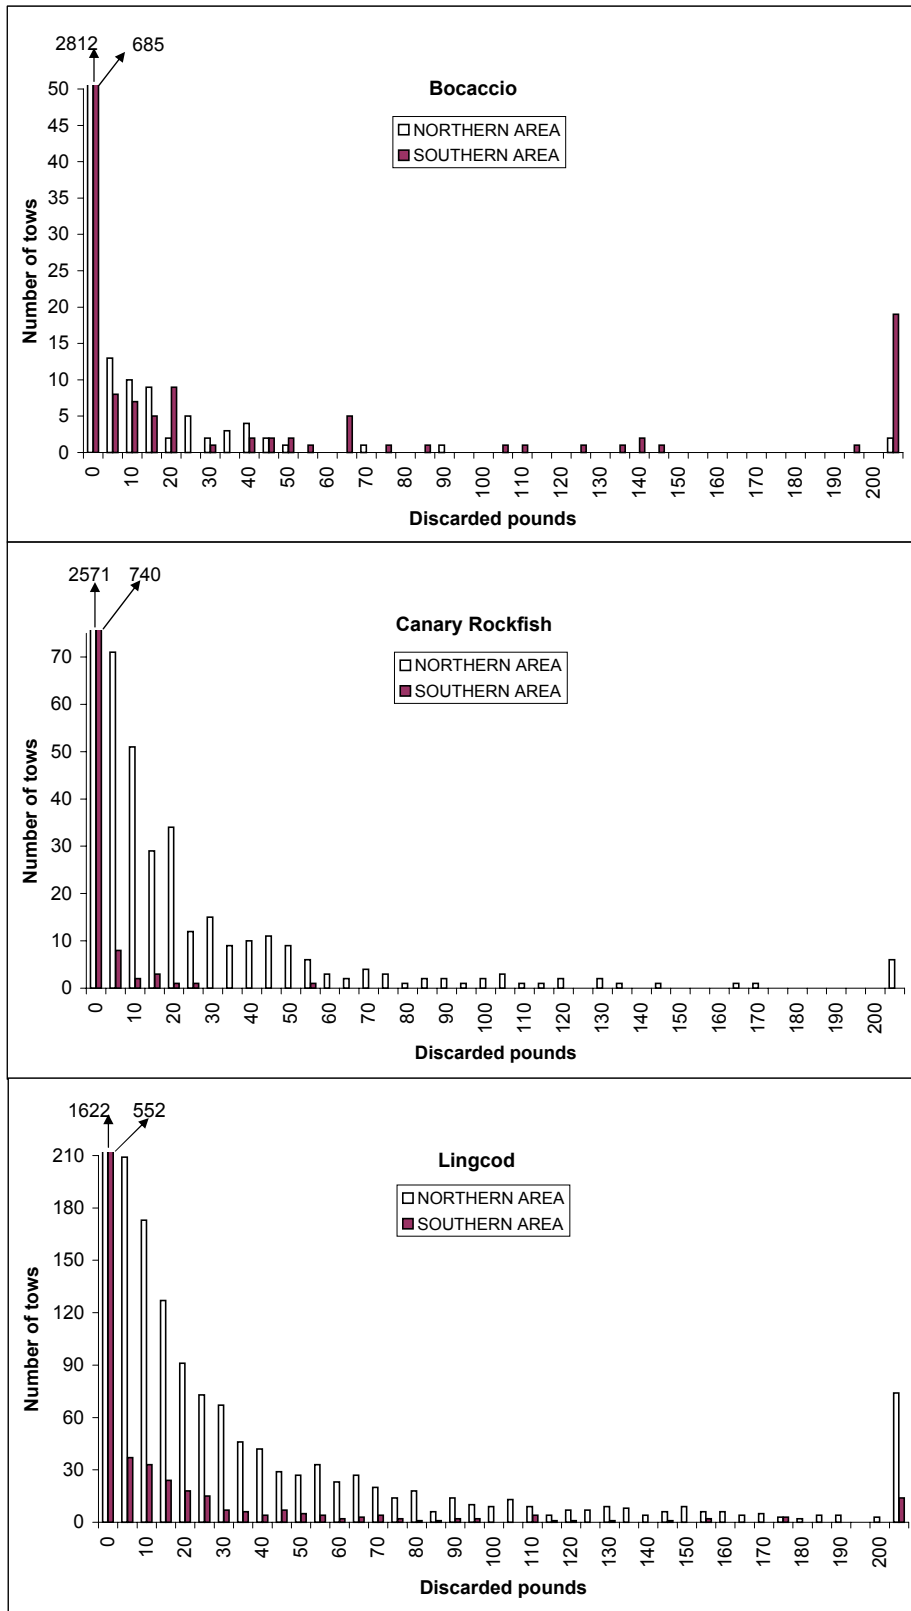 2812 685
Bocaccio
NORTHERN AREA
SOUTHERN AREA
Number of tows
50
45
40
35
30
25
20
15
10
5
0
0 10 20 30 40 50 60 70 80 90 100 110 120 130 140 150 160 170 180 190 200
Discarded pounds
2571 740
Canary Rockfish
NORTHERN AREA
SOUTHERN AREA
Number of tows
70
60
50
40
30
20
10
0
0 10 20 30 40 50 60 70 80 90 100 110 120 130 140 150 160 170 180 190 200
Discarded pounds
1622 552
Lingcod
NORTHERN AREA
SOUTHERN AREA
Number of tows
210
180
150
120
90
60
30
0
0 10 20 30 40 50 60 70 80 90 100 110 120 130 140 150 160 170 180 190 200
Discarded pounds